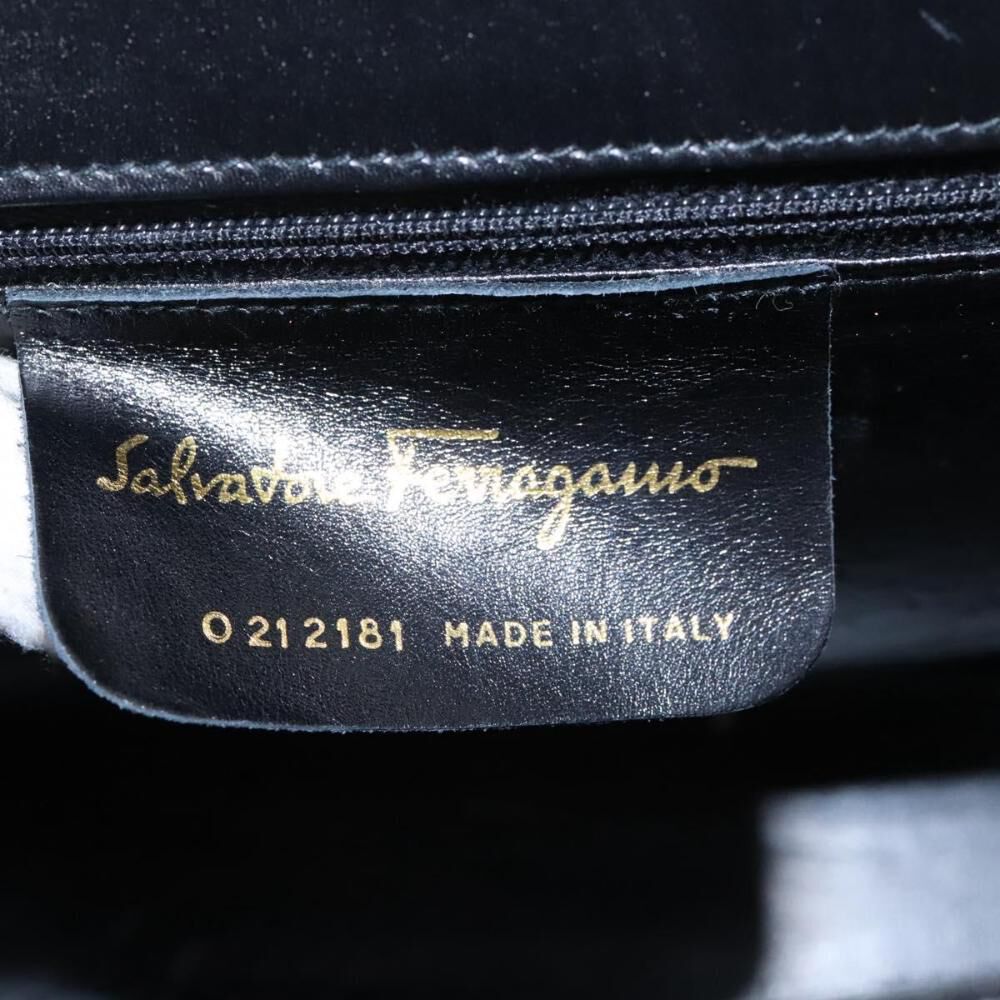 Salvatore Ferragamo
O 21 2181 MADE IN ITALY